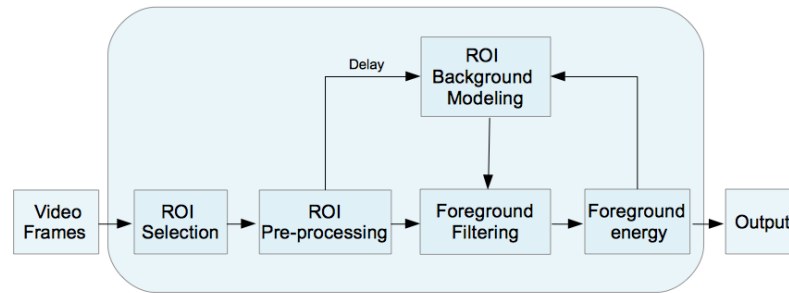 ROI
Background
Modeling
Delay
Video
Frames
ROI
Selection
ROI
Pre-processing
Foreground
Filtering
Foreground
energy
Output